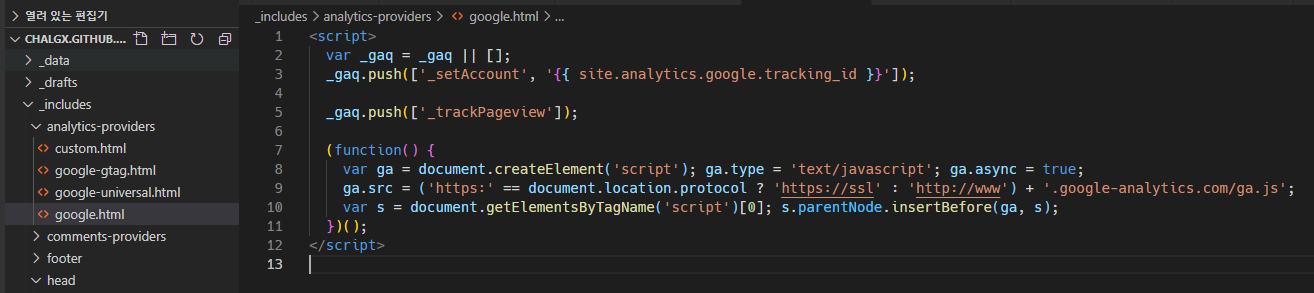 열려 있는 편집기
CHALGX.GITHUB....
_data
_drafts
_includes
analytics-providers
custom.html
google-gtag.html
google-universal.html
google.html
comments-providers
footer
head
_includes > analytics-providers > <> google.html > ...
1 <script>
2 var _gaq = _gaq || [];
3 _gaq.push(['_setAccount', '{{ site.analytics.google.tracking_id }}']);
4
5 _gaq.push(['_trackPageview']);
6
7 (function() {
8 var ga = document.createElement('script'); ga.type = 'text/javascript'; ga.async = true;
9 ga.src = ('https:' == document.location.protocol ? 'https://ssl' : 'http://www') + '.google-analytics.com/ga.js';
10 var s = document.getElementsByTagName('script')[0]; s.parentNode.insertBefore(ga, s);
11 })();
12 </script>
13